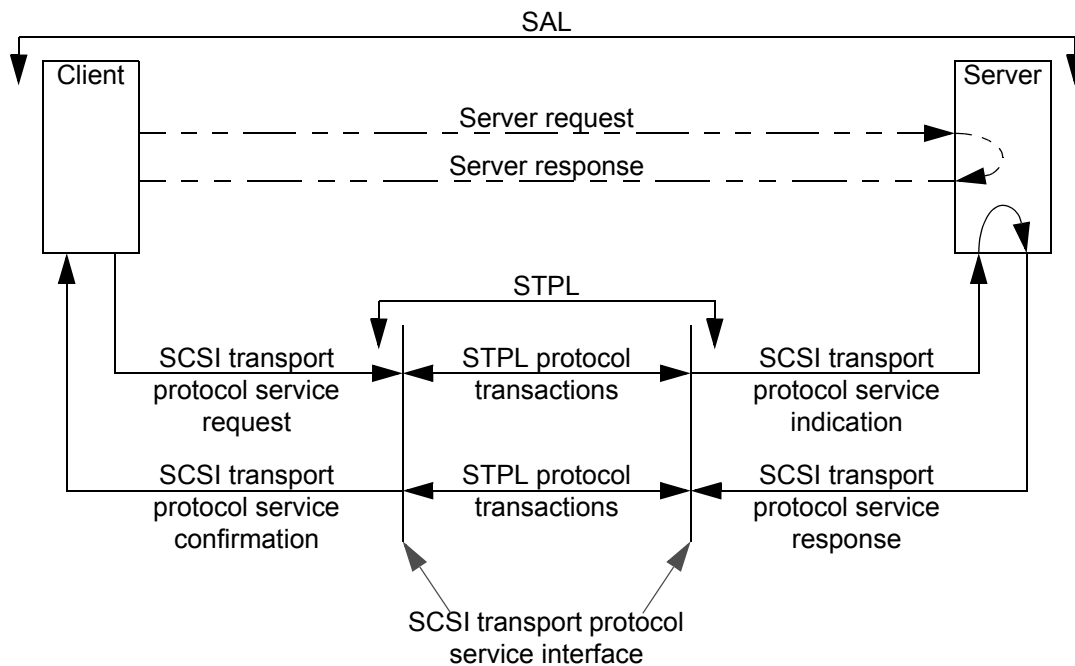 SAL
Client
Server
Server request
Server response
STPL
SCSI transport
protocol service
request
STPL protocol
transactions
SCSI transport
protocol service
indication
SCSI transport
protocol service
confirmation
STPL protocol
transactions
SCSI transport
protocol service
response
SCSI transport protocol
service interface